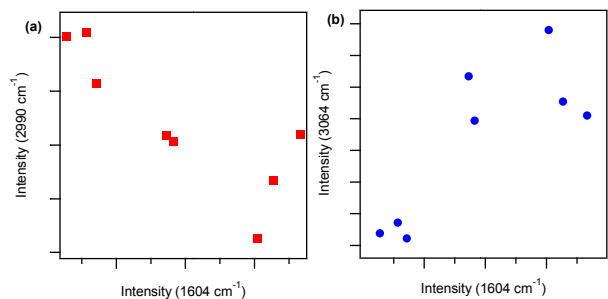 (a)
Intensity (2990 cm⁻¹)
Intensity (1604 cm⁻¹)
(b)
Intensity (3064 cm⁻¹)
Intensity (1604 cm⁻¹)